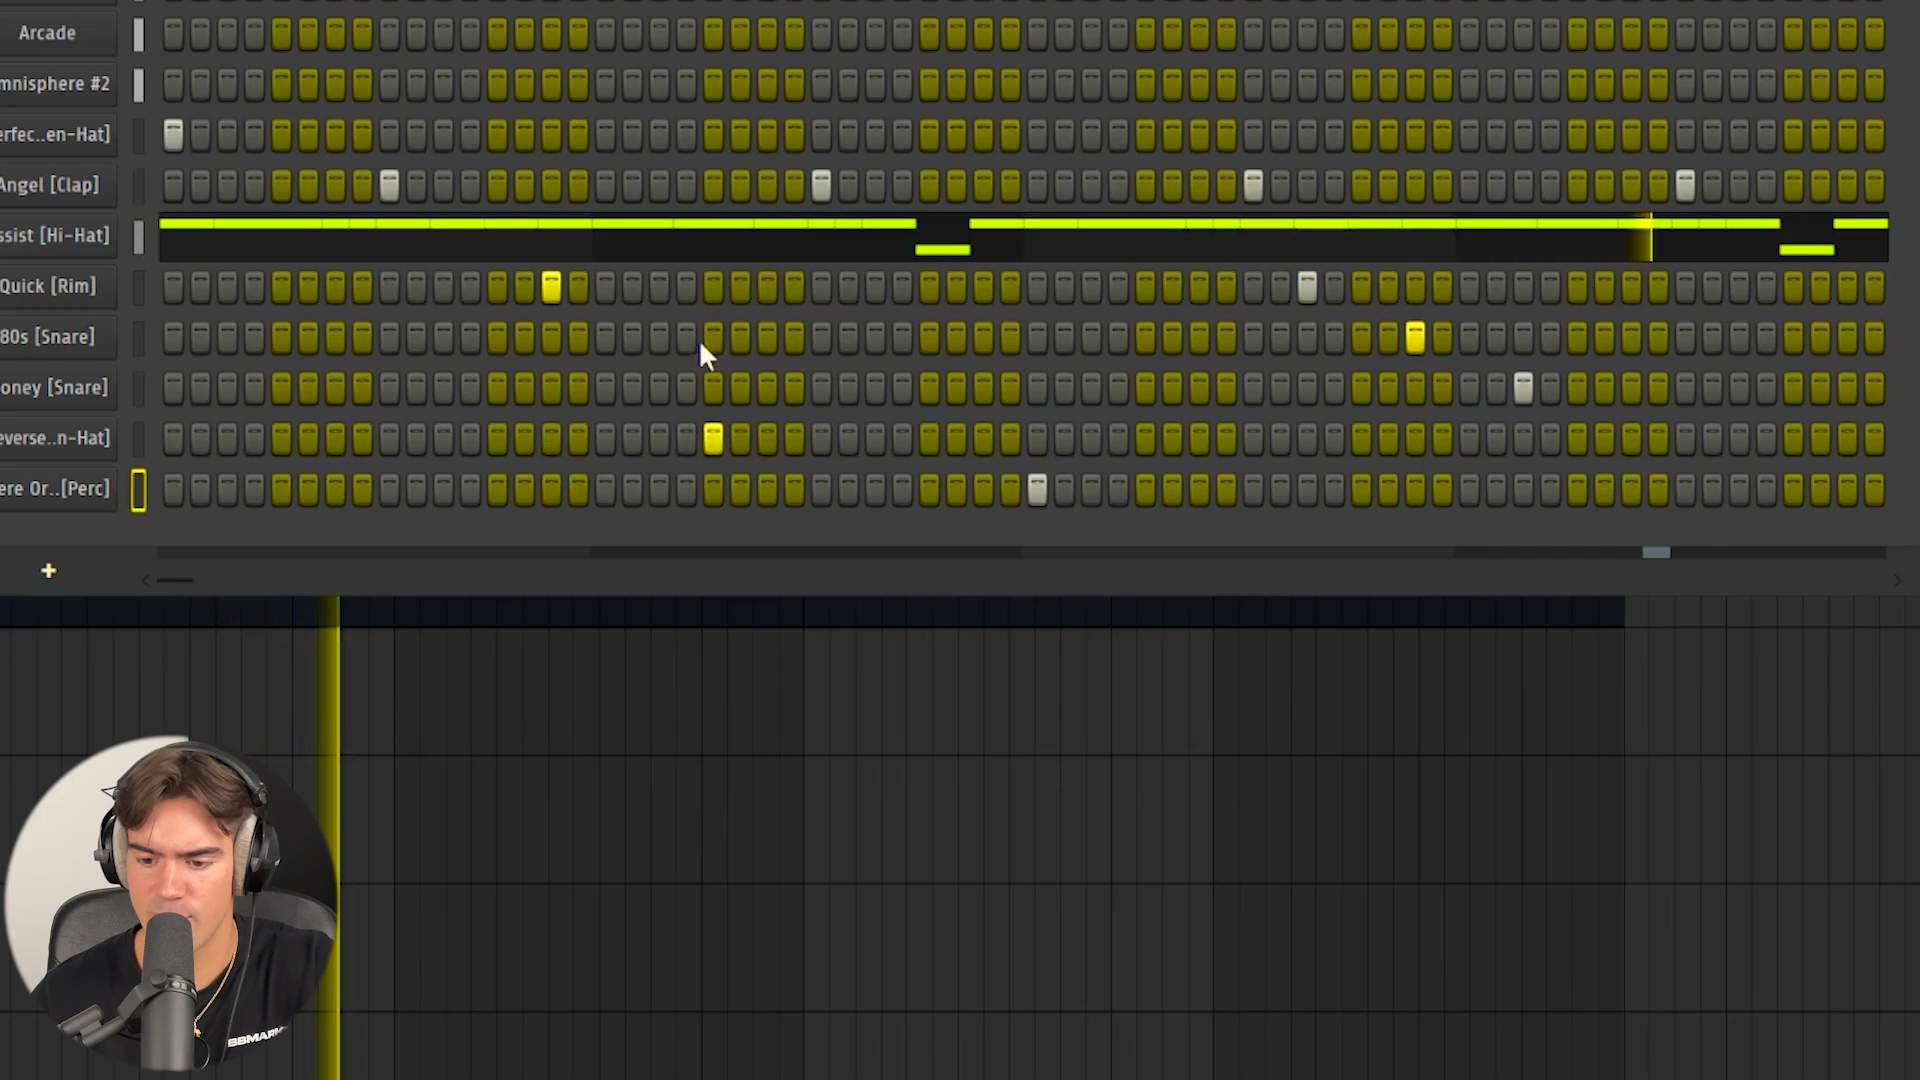 Arcade
mnisphere #2
erfec..en-Hat]
Angel [Clap]
ssist [Hi-Hat]
Quick [Rim]
80s [Snare]
oney [Snare]
everse..n-Hat]
ere Or..[Perc]
+
BBMAR